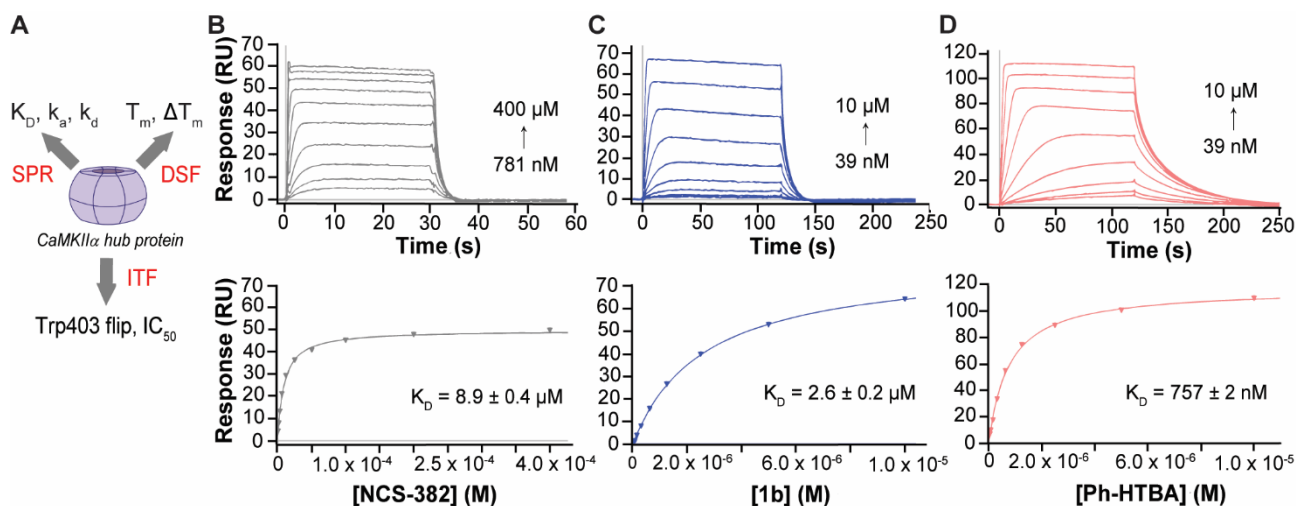 A
K_D, k_a, k_d
T_m, ΔT_m
SPR
DSF
CaMKIIα hub protein
ITF
Trp403 flip, IC_50
B
Response (RU)
70
60
50
40
30
20
10
0
400 µM
781 nM
0 10 20 30 40 50 60
Time (s)
Response (RU)
70
60
50
40
30
20
10
0
K_D = 8.9 ± 0.4 µM
0 1.0 x 10^-4 2.5 x 10^-4 4.0 x 10^-4
[NCS-382] (M)
C
70
60
50
40
30
20
10
0
10 µM
39 nM
0 50 100 150 200 250
Time (s)
70
60
50
40
30
20
10
0
K_D = 2.6 ± 0.2 µM
0 2.0 x 10^-6 6.0 x 10^-6 1.0 x 10^-5
[1b] (M)
D
120
100
80
60
40
20
0
10 µM
39 nM
0 50 100 150 200 250
Time (s)
120
100
80
60
40
20
0
K_D = 757 ± 2 nM
0 2.0 x 10^-6 6.0 x 10^-6 1.0 x 10^-5
[Ph-HTBA] (M)